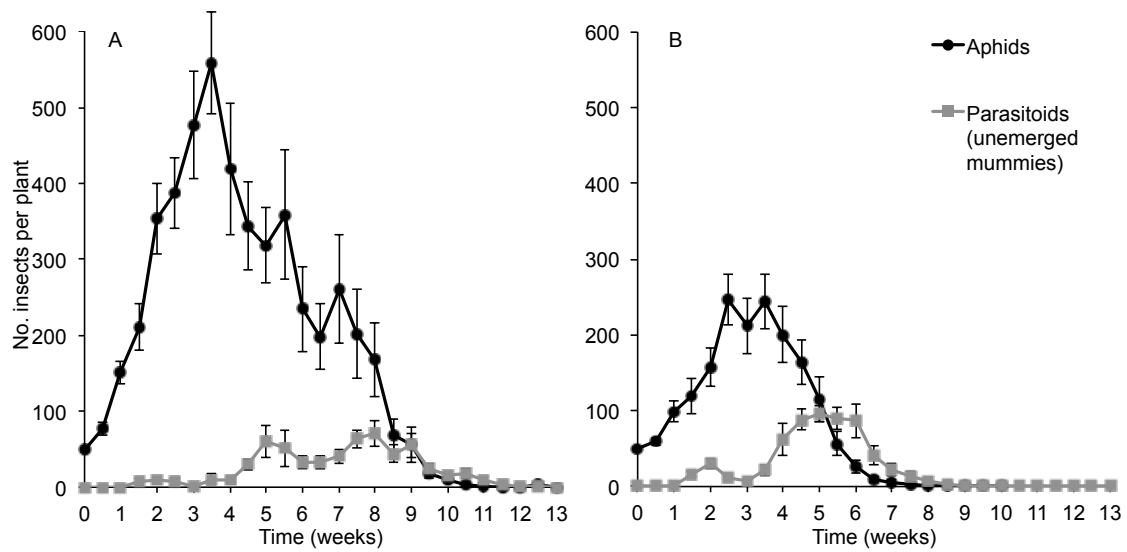 A
B
No. insects per plant
600
500
400
300
200
100
0
0 1 2 3 4 5 6 7 8 9 10 11 12 13
Time (weeks)
600
500
400
300
200
100
0
0 1 2 3 4 5 6 7 8 9 10 11 12 13
Time (weeks)
Aphids
Parasitoids
(unemerged
mummies)